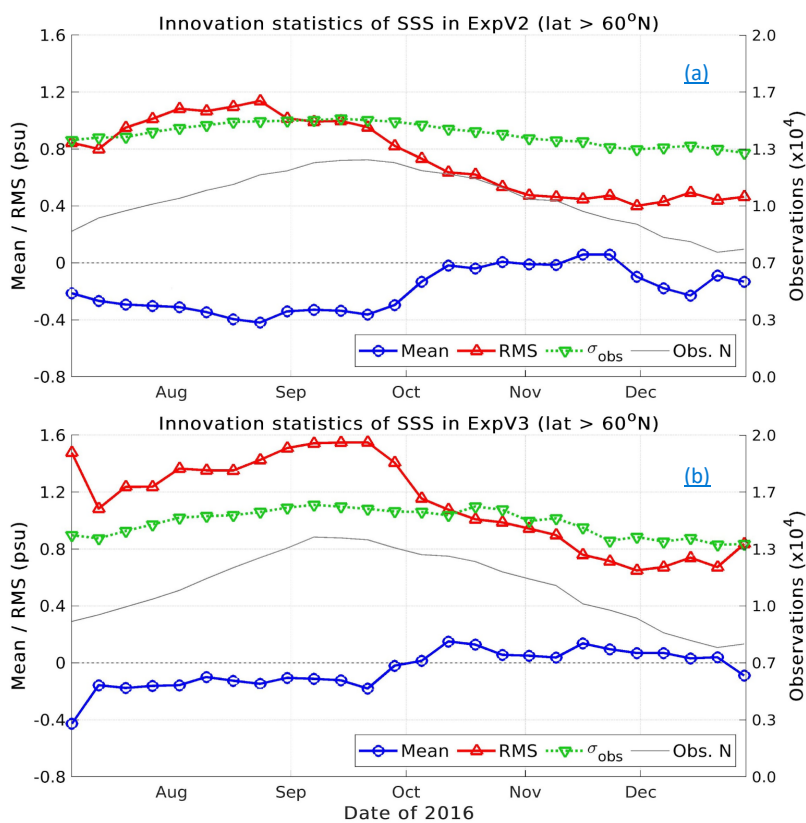 Innovation statistics of SSS in ExpV2 (lat > 60°N)
(a)
Mean / RMS (psu)
1.6
1.2
0.8
0.4
0
-0.4
-0.8
2.0
1.7
1.3
1.0
0.7
0.3
0.0
Observations (x10⁴)
Mean RMS σobs Obs. N
Aug Sep Oct Nov Dec
Innovation statistics of SSS in ExpV3 (lat > 60°N)
(b)
Mean / RMS (psu)
1.6
1.2
0.8
0.4
0
-0.4
-0.8
2.0
1.7
1.3
1.0
0.7
0.3
0.0
Observations (x10⁴)
Mean RMS σobs Obs. N
Aug Sep Oct Nov Dec
Date of 2016